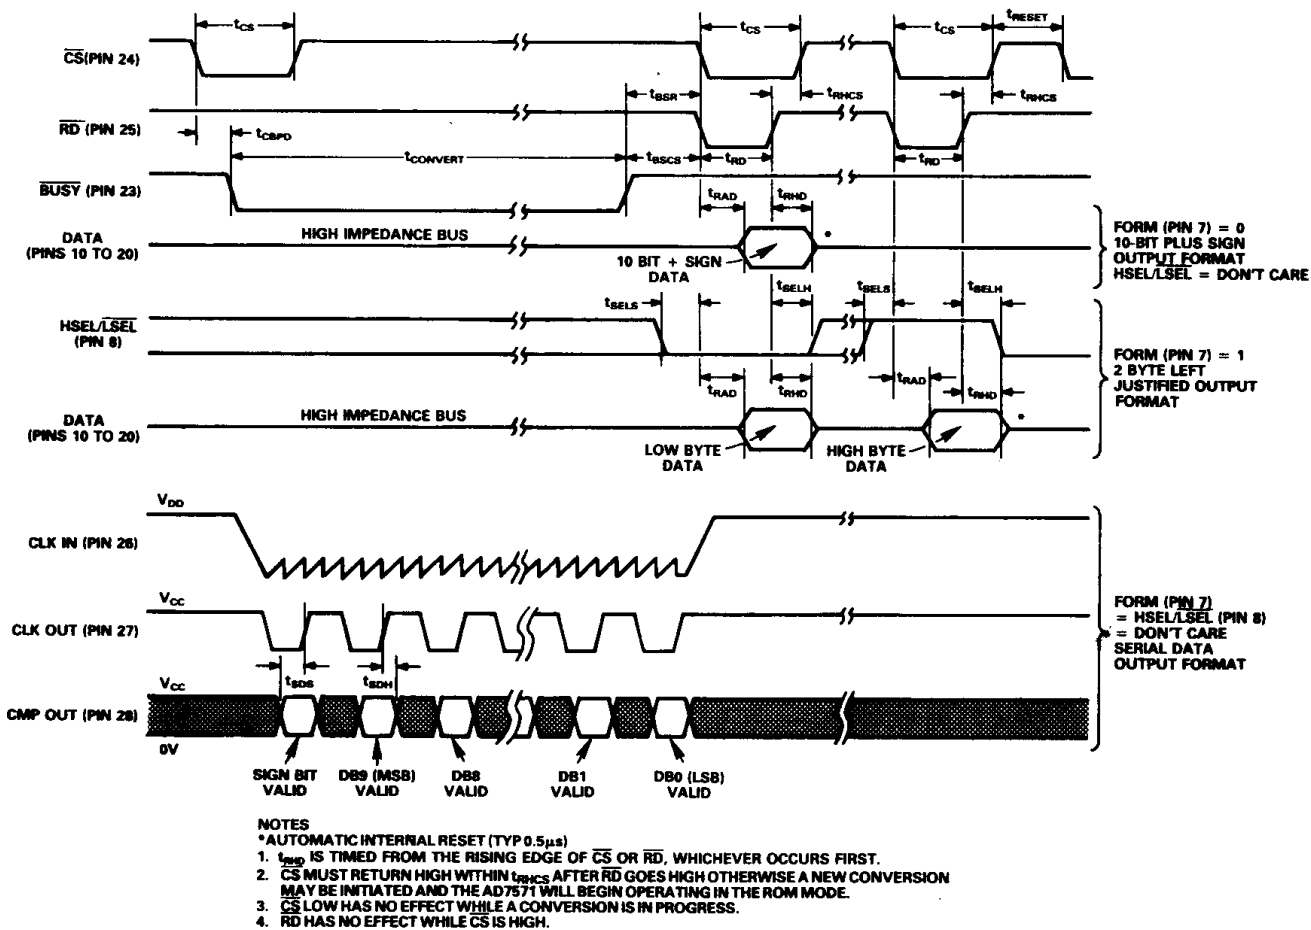 tCS
tCS
tCS
tRESET
CS(PIN 24)
tBSR
tRHCS
tRHCS
RD (PIN 25)
tCBPD
tCONVERT
tBSCS
tRD
tRD
BUSY (PIN 23)
tRAD
tRHD
DATA
(PINS 10 TO 20)
HIGH IMPEDANCE BUS
*
10 BIT + SIGN
DATA
FORM (PIN 7) = 0
10-BIT PLUS SIGN
OUTPUT FORMAT
HSEL/LSEL = DON'T CARE
tSELS
tSELH
tSELS
tSELH
HSEL/LSEL
(PIN 8)
tRAD
tRHD
tRAD
tRHD
FORM (PIN 7) = 1
2 BYTE LEFT
JUSTIFIED OUTPUT
FORMAT
DATA
(PINS 10 TO 20)
HIGH IMPEDANCE BUS
*
LOW BYTE
DATA
HIGH BYTE
DATA
VDD
CLK IN (PIN 26)
VCC
CLK OUT (PIN 27)
tSDS
tSDH
VCC
CMP OUT (PIN 28)
0V
FORM (PIN 7)
= HSEL/LSEL (PIN 8)
= DON'T CARE
SERIAL DATA
OUTPUT FORMAT
SIGN BIT
VALID
DB9 (MSB)
VALID
DB8
VALID
DB1
VALID
DB0 (LSB)
VALID
NOTES
*AUTOMATIC INTERNAL RESET (TYP 0.5µs)
1. tRHD IS TIMED FROM THE RISING EDGE OF CS OR RD, WHICHEVER OCCURS FIRST.
2. CS MUST RETURN HIGH WITHIN tRHCS AFTER RD GOES HIGH OTHERWISE A NEW CONVERSION
MAY BE INITIATED AND THE AD7571 WILL BEGIN OPERATING IN THE ROM MODE.
3. CS LOW HAS NO EFFECT WHILE A CONVERSION IS IN PROGRESS.
4. RD HAS NO EFFECT WHILE CS IS HIGH.